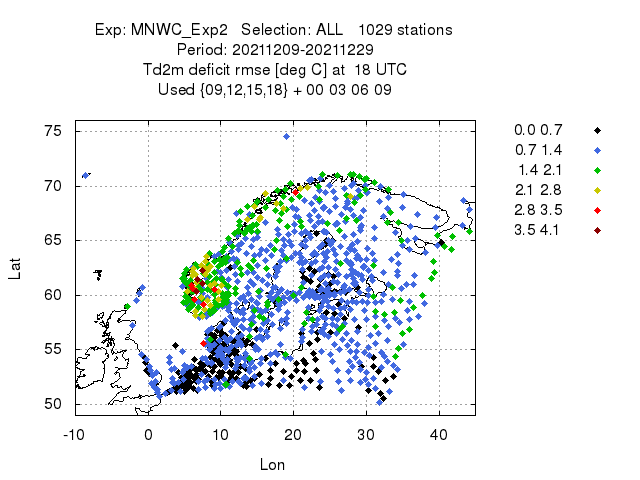 Exp: MNWC_Exp2   Selection: ALL   1029 stations
Period: 20211209-20211229
Td2m deficit rmse [deg C] at  18 UTC
Used {09,12,15,18} + 00 03 06 09
75
70
65
60
55
50
Lat
-10 0 10 20 30 40
Lon
0.0 0.7
0.7 1.4
1.4 2.1
2.1 2.8
2.8 3.5
3.5 4.1